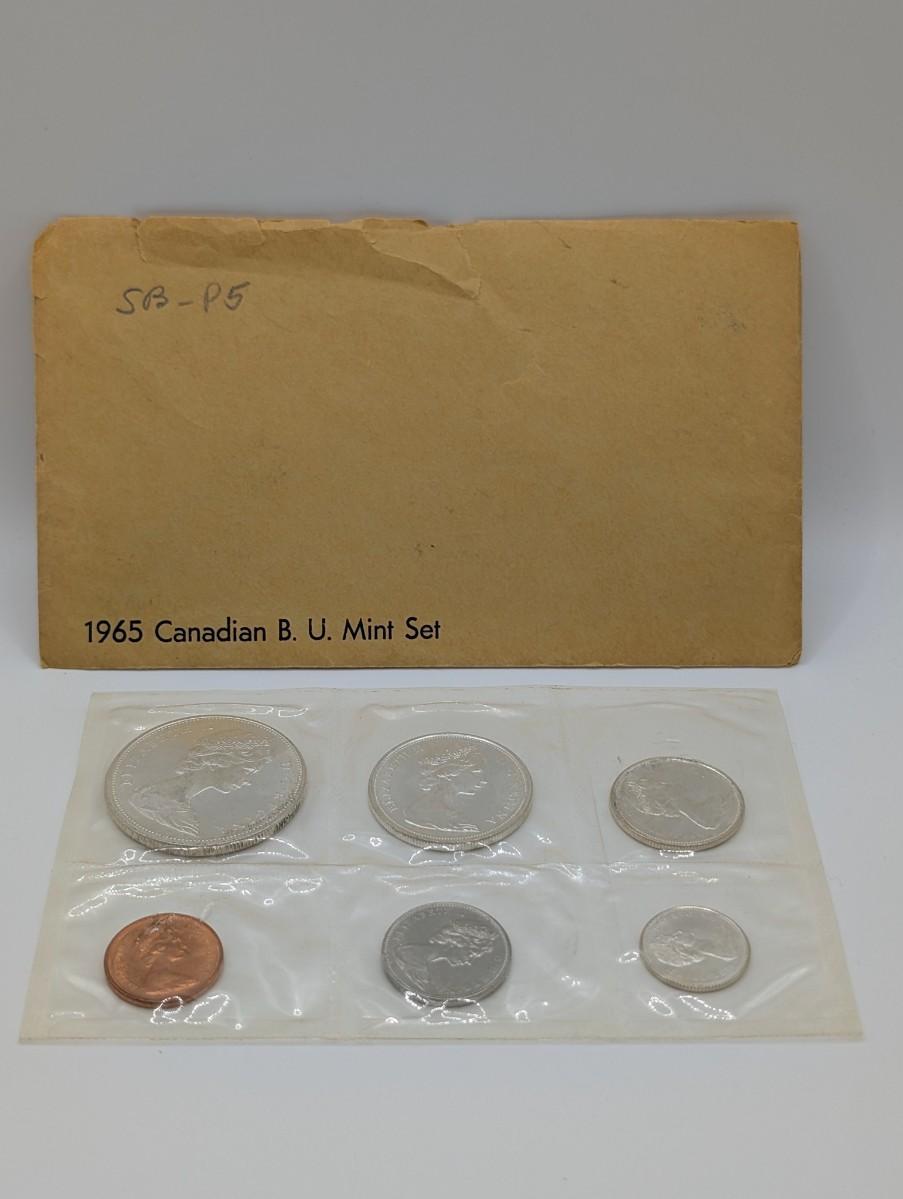 SB-P5
1965 Canadian B. U. Mint Set